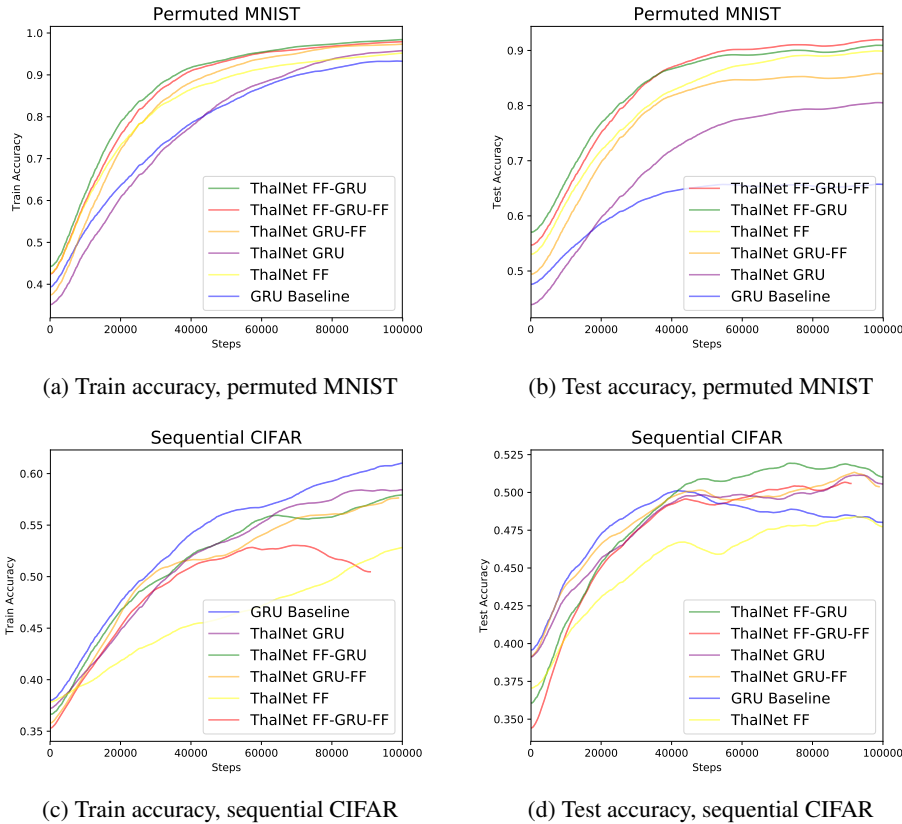 Permuted MNIST
Train Accuracy
1.0
0.9
0.8
0.7
0.6
0.5
0.4
0 20000 40000 60000 80000 100000
Steps
ThalNet FF-GRU
ThalNet FF-GRU-FF
ThalNet GRU-FF
ThalNet GRU
ThalNet FF
GRU Baseline
(a) Train accuracy, permuted MNIST
Permuted MNIST
Test Accuracy
0.9
0.8
0.7
0.6
0.5
0 20000 40000 60000 80000 100000
Steps
ThalNet FF-GRU-FF
ThalNet FF-GRU
ThalNet FF
ThalNet GRU-FF
ThalNet GRU
GRU Baseline
(b) Test accuracy, permuted MNIST
Sequential CIFAR
Train Accuracy
0.60
0.55
0.50
0.45
0.40
0.35
0 20000 40000 60000 80000 100000
Steps
GRU Baseline
ThalNet GRU
ThalNet FF-GRU
ThalNet GRU-FF
ThalNet FF
ThalNet FF-GRU-FF
(c) Train accuracy, sequential CIFAR
Sequential CIFAR
Test Accuracy
0.525
0.500
0.475
0.450
0.425
0.400
0.375
0.350
0 20000 40000 60000 80000 100000
Steps
ThalNet FF-GRU
ThalNet FF-GRU-FF
ThalNet GRU
ThalNet GRU-FF
GRU Baseline
ThalNet FF
(d) Test accuracy, sequential CIFAR